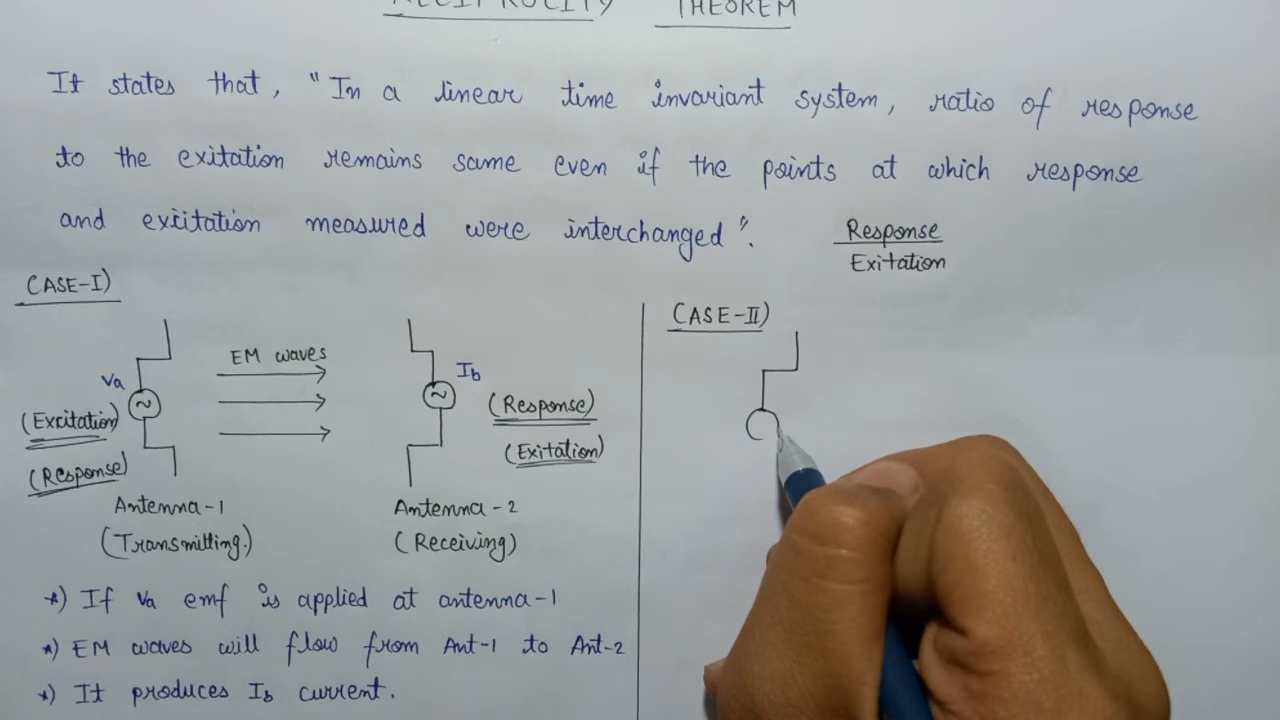 RECIPROCITY THEOREM
It states that, "In a linear time invariant system, ratio of response
to the exitation remains same even if the points at which response
and excitation measured were interchanged".
Response
Exitation
CASE-I)
CASE-II)
EM waves
Va
Ib
(Excitation)
(Response)
(Response)
(Exitation)
Antenna-1
(Transmitting)
Antenna-2
(Receiving)
*) If Va emf is applied at antenna-1
*) EM waves will flow from Ant-1 to Ant-2
*) It produces Ib current.